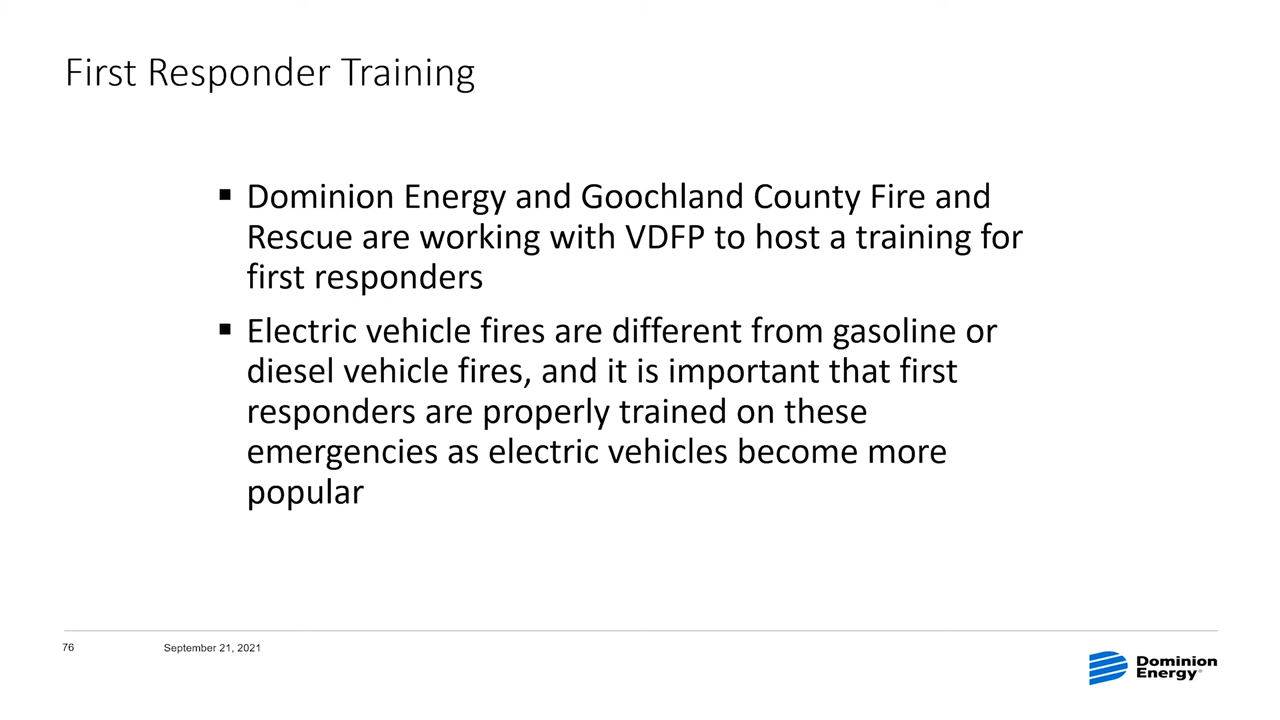 First Responder Training
▪ Dominion Energy and Goochland County Fire and
Rescue are working with VDFP to host a training for
first responders
▪ Electric vehicle fires are different from gasoline or
diesel vehicle fires, and it is important that first
responders are properly trained on these
emergencies as electric vehicles become more
popular
76 September 21, 2021
Dominion
Energy®